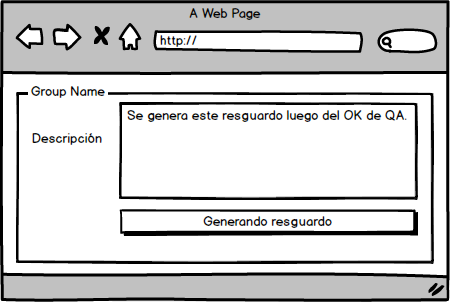 A Web Page
http://
Group Name
Se genera este resguardo luego del OK de QA.
Descripción
Generando resguardo